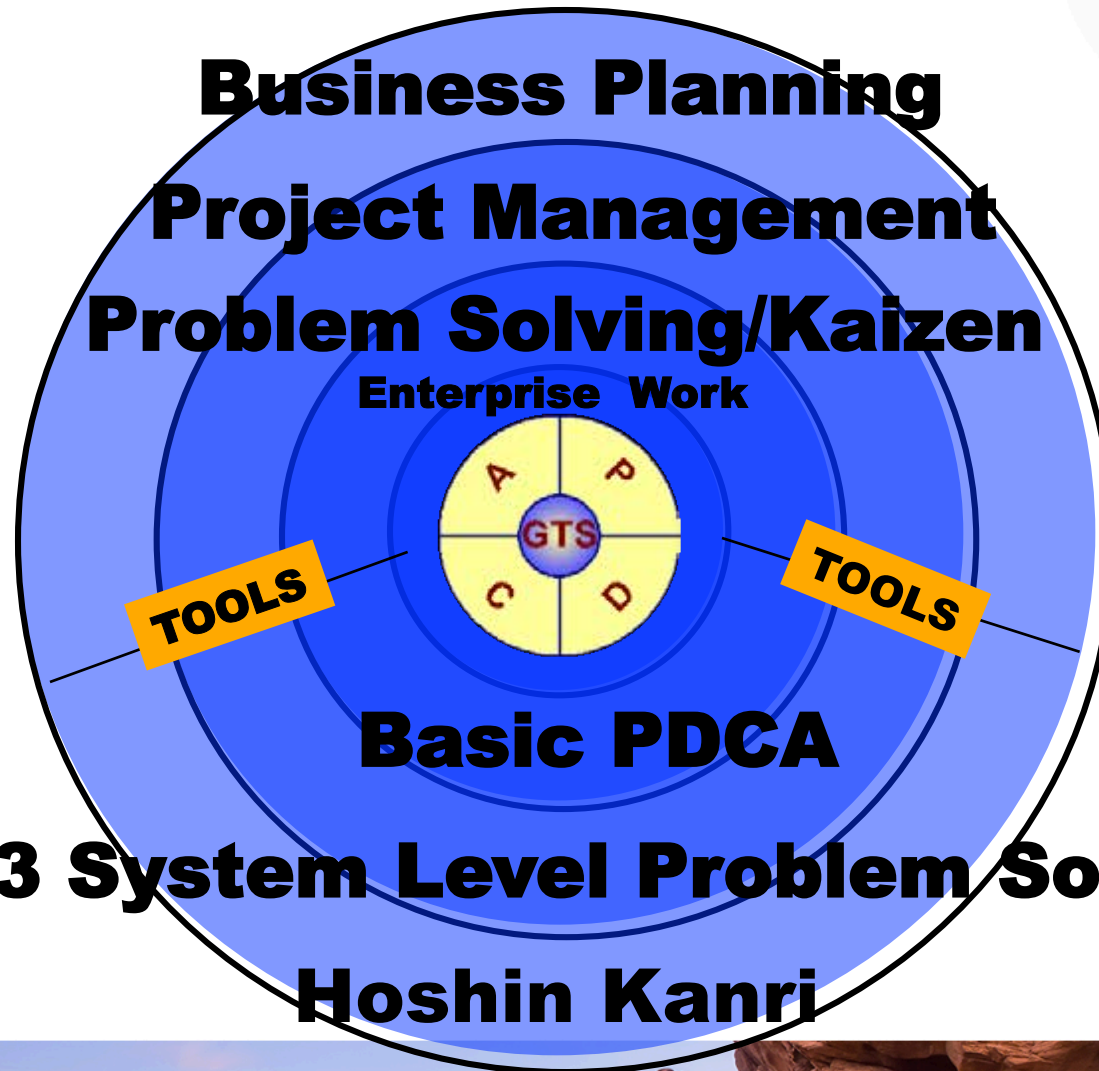 Business Planning
Project Management
Problem Solving/Kaizen
Enterprise Work
A
P
GTS
C
D
TOOLS
TOOLS
Basic PDCA
3 System Level Problem So
Hoshin Kanri